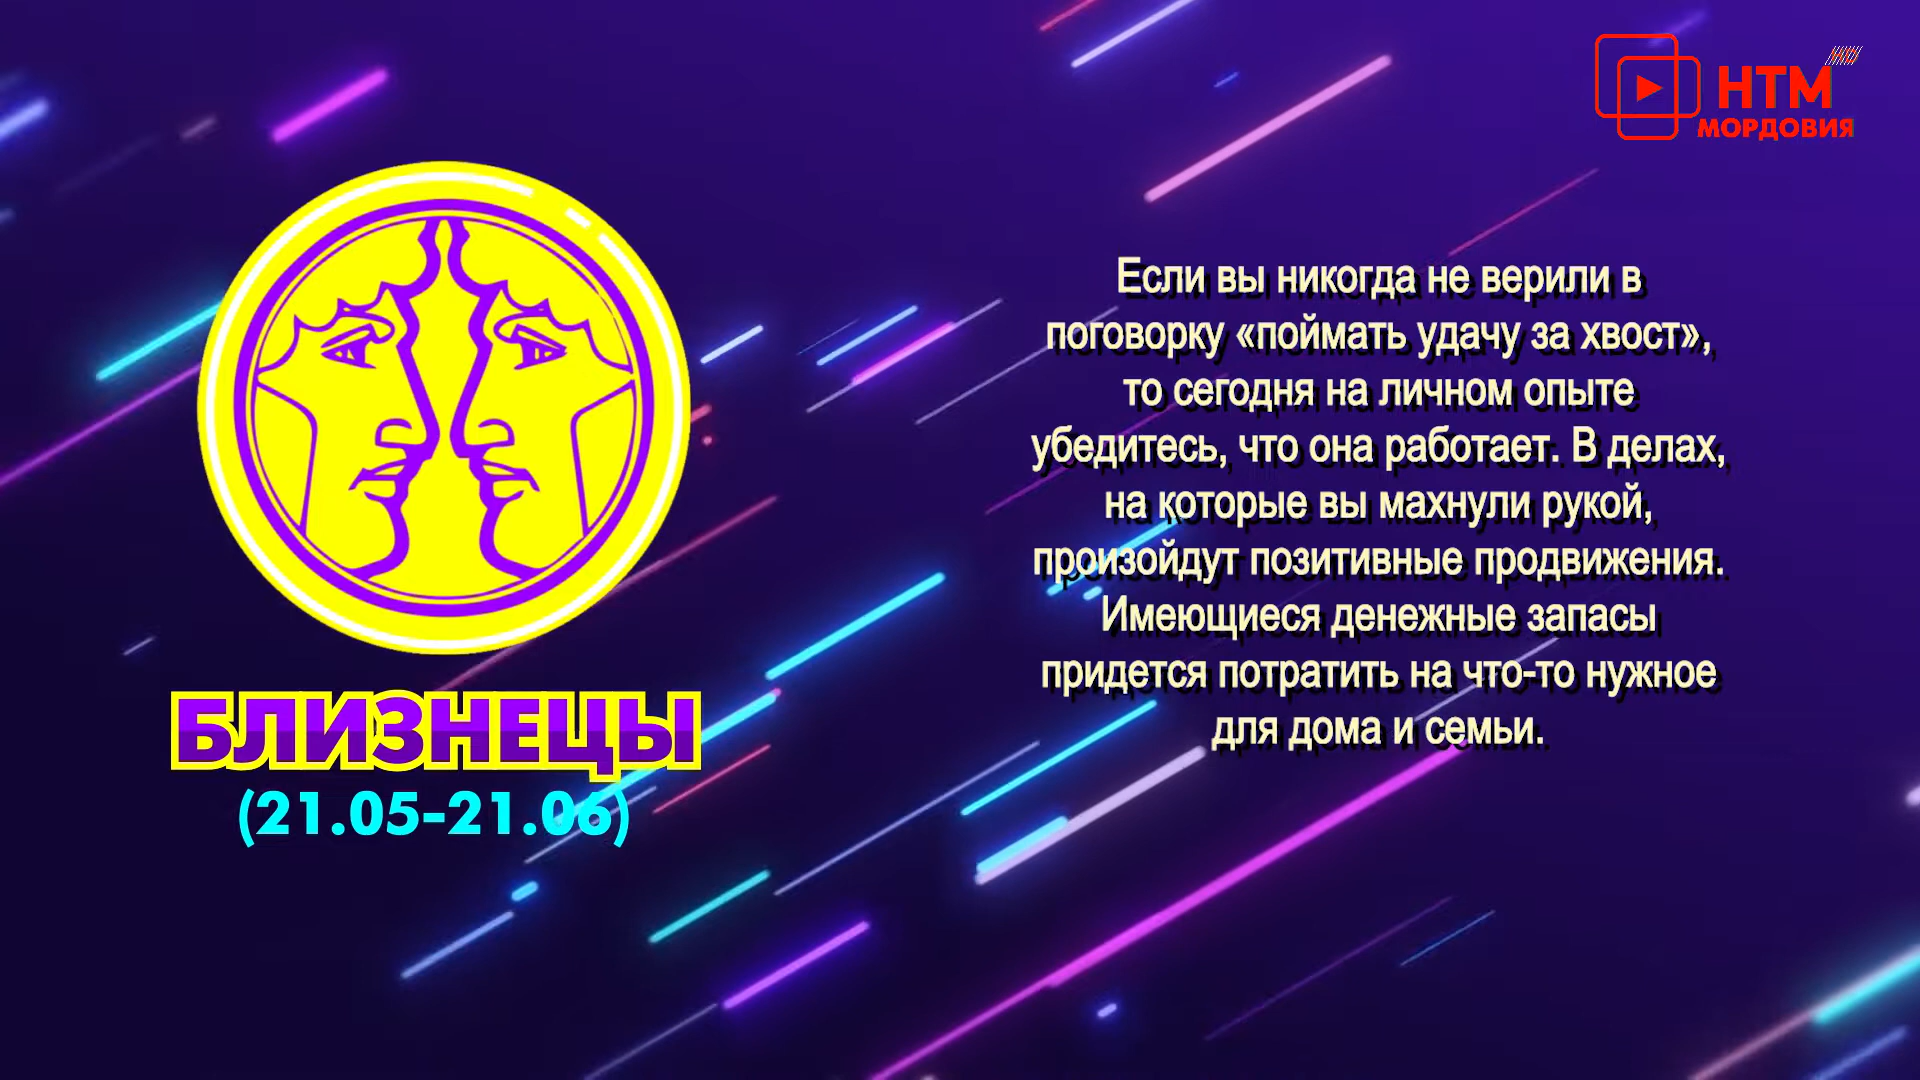 НТМ
МОРДОВИЯ
Если вы никогда не верили в
поговорку «поймать удачу за хвост»,
то сегодня на личном опыте
убедитесь, что она работает. В делах,
на которые вы махнули рукой,
произойдут позитивные продвижения.
Имеющиеся денежные запасы
придется потратить на что-то нужное
для дома и семьи.
БЛИЗНЕЦЫ
(21.05-21.06)